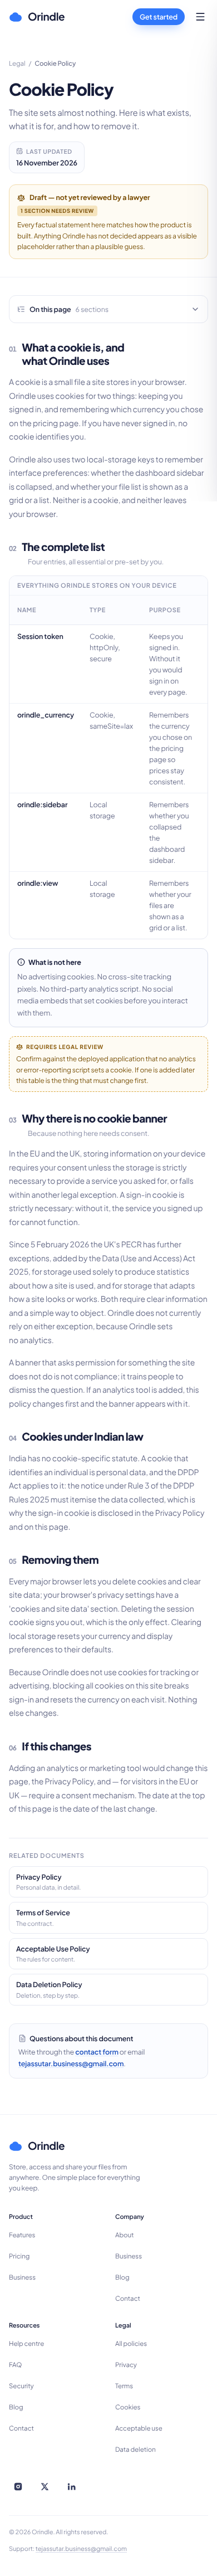 Orindle
Get started
Legal / Cookie Policy
Cookie Policy
The site sets almost nothing. Here is what exists,
what it is for, and how to remove it.
LAST UPDATED
16 November 2026
Draft — not yet reviewed by a lawyer
1 SECTION NEEDS REVIEW
Every factual statement here matches how the product is
built. Anything Orindle has not decided appears as a visible
placeholder rather than a plausible guess.
On this page 6 sections
01 What a cookie is, and
what Orindle uses
A cookie is a small file a site stores in your browser.
Orindle uses cookies for two things: keeping you
signed in, and remembering which currency you chose
on the pricing page. If you have never signed in, no
cookie identifies you.
Orindle also uses two local-storage keys to remember
interface preferences: whether the dashboard sidebar
is collapsed, and whether your file list is shown as a
grid or a list. Neither is a cookie, and neither leaves
your browser.
02 The complete list
Four entries, all essential or pre-set by you.
EVERYTHING ORINDLE STORES ON YOUR DEVICE
NAME TYPE PURPOSE
Session token
Cookie,
httpOnly,
secure
Keeps you
signed in.
Without it
you would
sign in on
every page.
orindle_currency
Cookie,
sameSite=lax
Remembers
the currency
you chose on
the pricing
page so
prices stay
consistent.
orindle:sidebar
Local
storage
Remembers
whether you
collapsed
the
dashboard
sidebar.
orindle:view
Local
storage
Remembers
whether your
files are
shown as a
grid or a list.
What is not here
No advertising cookies. No cross-site tracking
pixels. No third-party analytics script. No social
media embeds that set cookies before you interact
with them.
REQUIRES LEGAL REVIEW
Confirm against the deployed application that no analytics
or error-reporting script sets a cookie. If one is added later
this table is the thing that must change first.
03 Why there is no cookie banner
Because nothing here needs consent.
In the EU and the UK, storing information on your device
requires your consent unless the storage is strictly
necessary to provide a service you asked for, or falls
within another legal exception. A sign-in cookie is
strictly necessary: without it, the service you signed up
for cannot function.
Since 5 February 2026 the UK's PECR has further
exceptions, added by the Data (Use and Access) Act
2025, for storage used solely to produce statistics
about how a site is used, and for storage that adapts
how a site looks or works. Both require clear information
and a simple way to object. Orindle does not currently
rely on either exception, because Orindle sets
no analytics.
A banner that asks permission for something the site
does not do is not compliance; it trains people to
dismiss the question. If an analytics tool is added, this
policy changes first and the banner appears with it.
04 Cookies under Indian law
India has no cookie-specific statute. A cookie that
identifies an individual is personal data, and the DPDP
Act applies to it: the notice under Rule 3 of the DPDP
Rules 2025 must itemise the data collected, which is
why the sign-in cookie is disclosed in the Privacy Policy
and on this page.
05 Removing them
Every major browser lets you delete cookies and clear
site data; your browser's privacy settings have a
'cookies and site data' section. Deleting the session
cookie signs you out, which is the only effect. Clearing
local storage resets your currency and display
preferences to their defaults.
Because Orindle does not use cookies for tracking or
advertising, blocking all cookies on this site breaks
sign-in and resets the currency on each visit. Nothing
else changes.
06 If this changes
Adding an analytics or marketing tool would change this
page, the Privacy Policy, and — for visitors in the EU or
UK — require a consent mechanism. The date at the top
of this page is the date of the last change.
RELATED DOCUMENTS
Privacy Policy
Personal data, in detail.
Terms of Service
The contract.
Acceptable Use Policy
The rules for content.
Data Deletion Policy
Deletion, step by step.
Questions about this document
Write through the contact form or email
tejassutar.business@gmail.com.
Orindle
Store, access and share your files from
anywhere. One simple place for everything
you keep.
Product
Features
Pricing
Business
Company
About
Business
Blog
Contact
Resources
Help centre
FAQ
Security
Blog
Contact
Legal
All policies
Privacy
Terms
Cookies
Acceptable use
Data deletion
© 2026 Orindle. All rights reserved.
Support: tejassutar.business@gmail.com